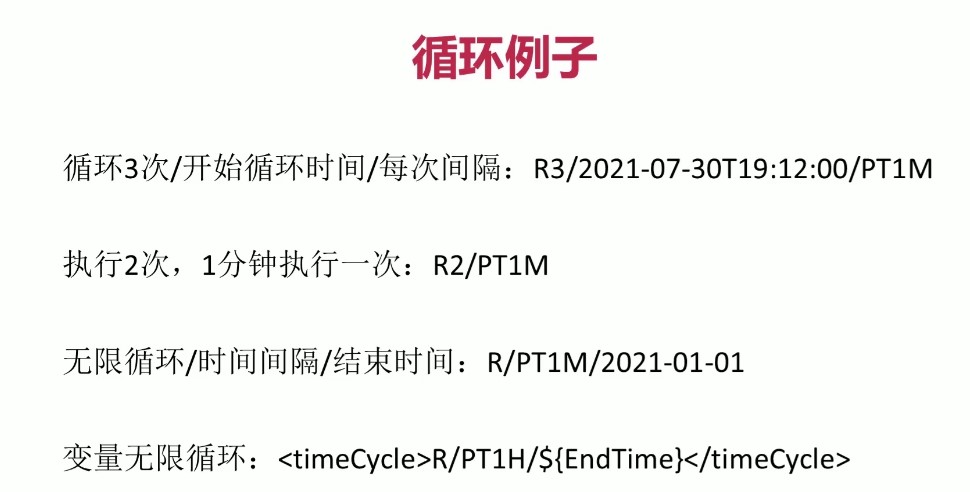 循环例子
循环3次/开始循环时间/每次间隔：R3/2021-07-30T19:12:00/PT1M
执行2次，1分钟执行一次：R2/PT1M
无限循环/时间间隔/结束时间：R/PT1M/2021-01-01
变量无限循环：<timeCycle>R/PT1H/${EndTime}</timeCycle>